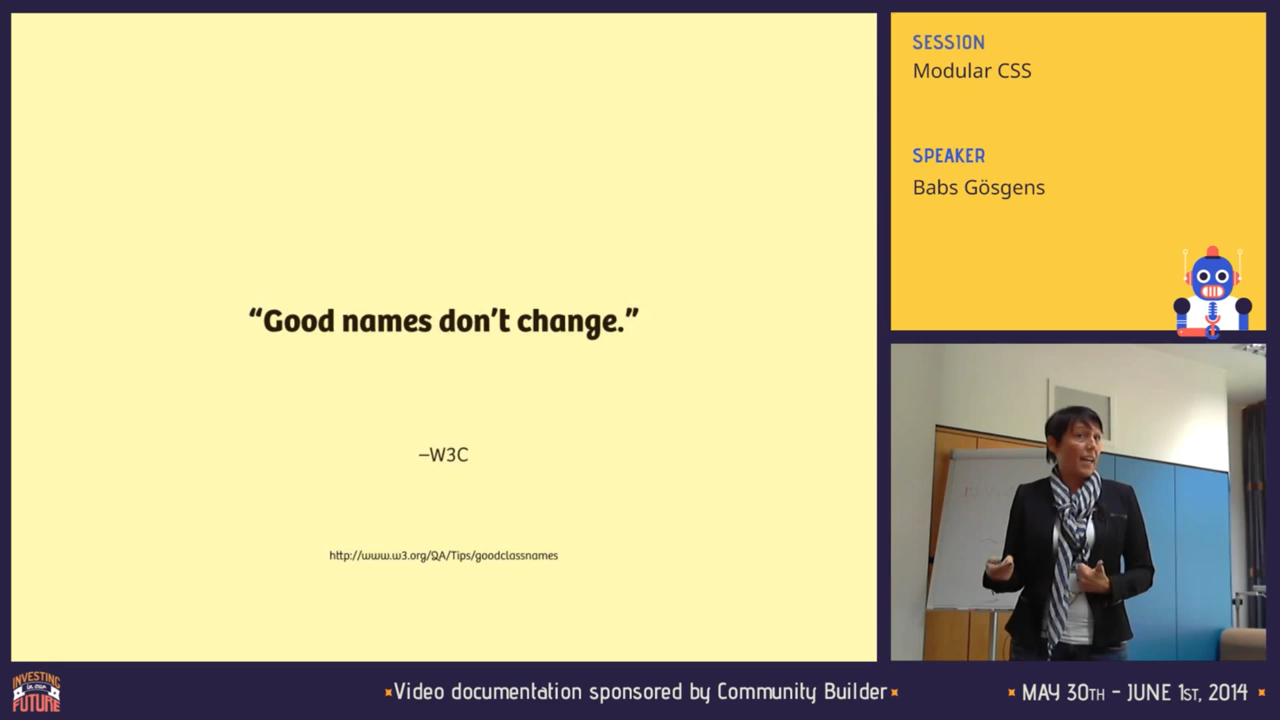 “Good names don’t change.”
–W3C
http://www.w3.org/QA/Tips/goodclassnames
SESSION
Modular CSS
SPEAKER
Babs Gösgens
INVESTING
in our
FUTURE
Video documentation sponsored by Community Builder
MAY 30TH - JUNE 1ST, 2014